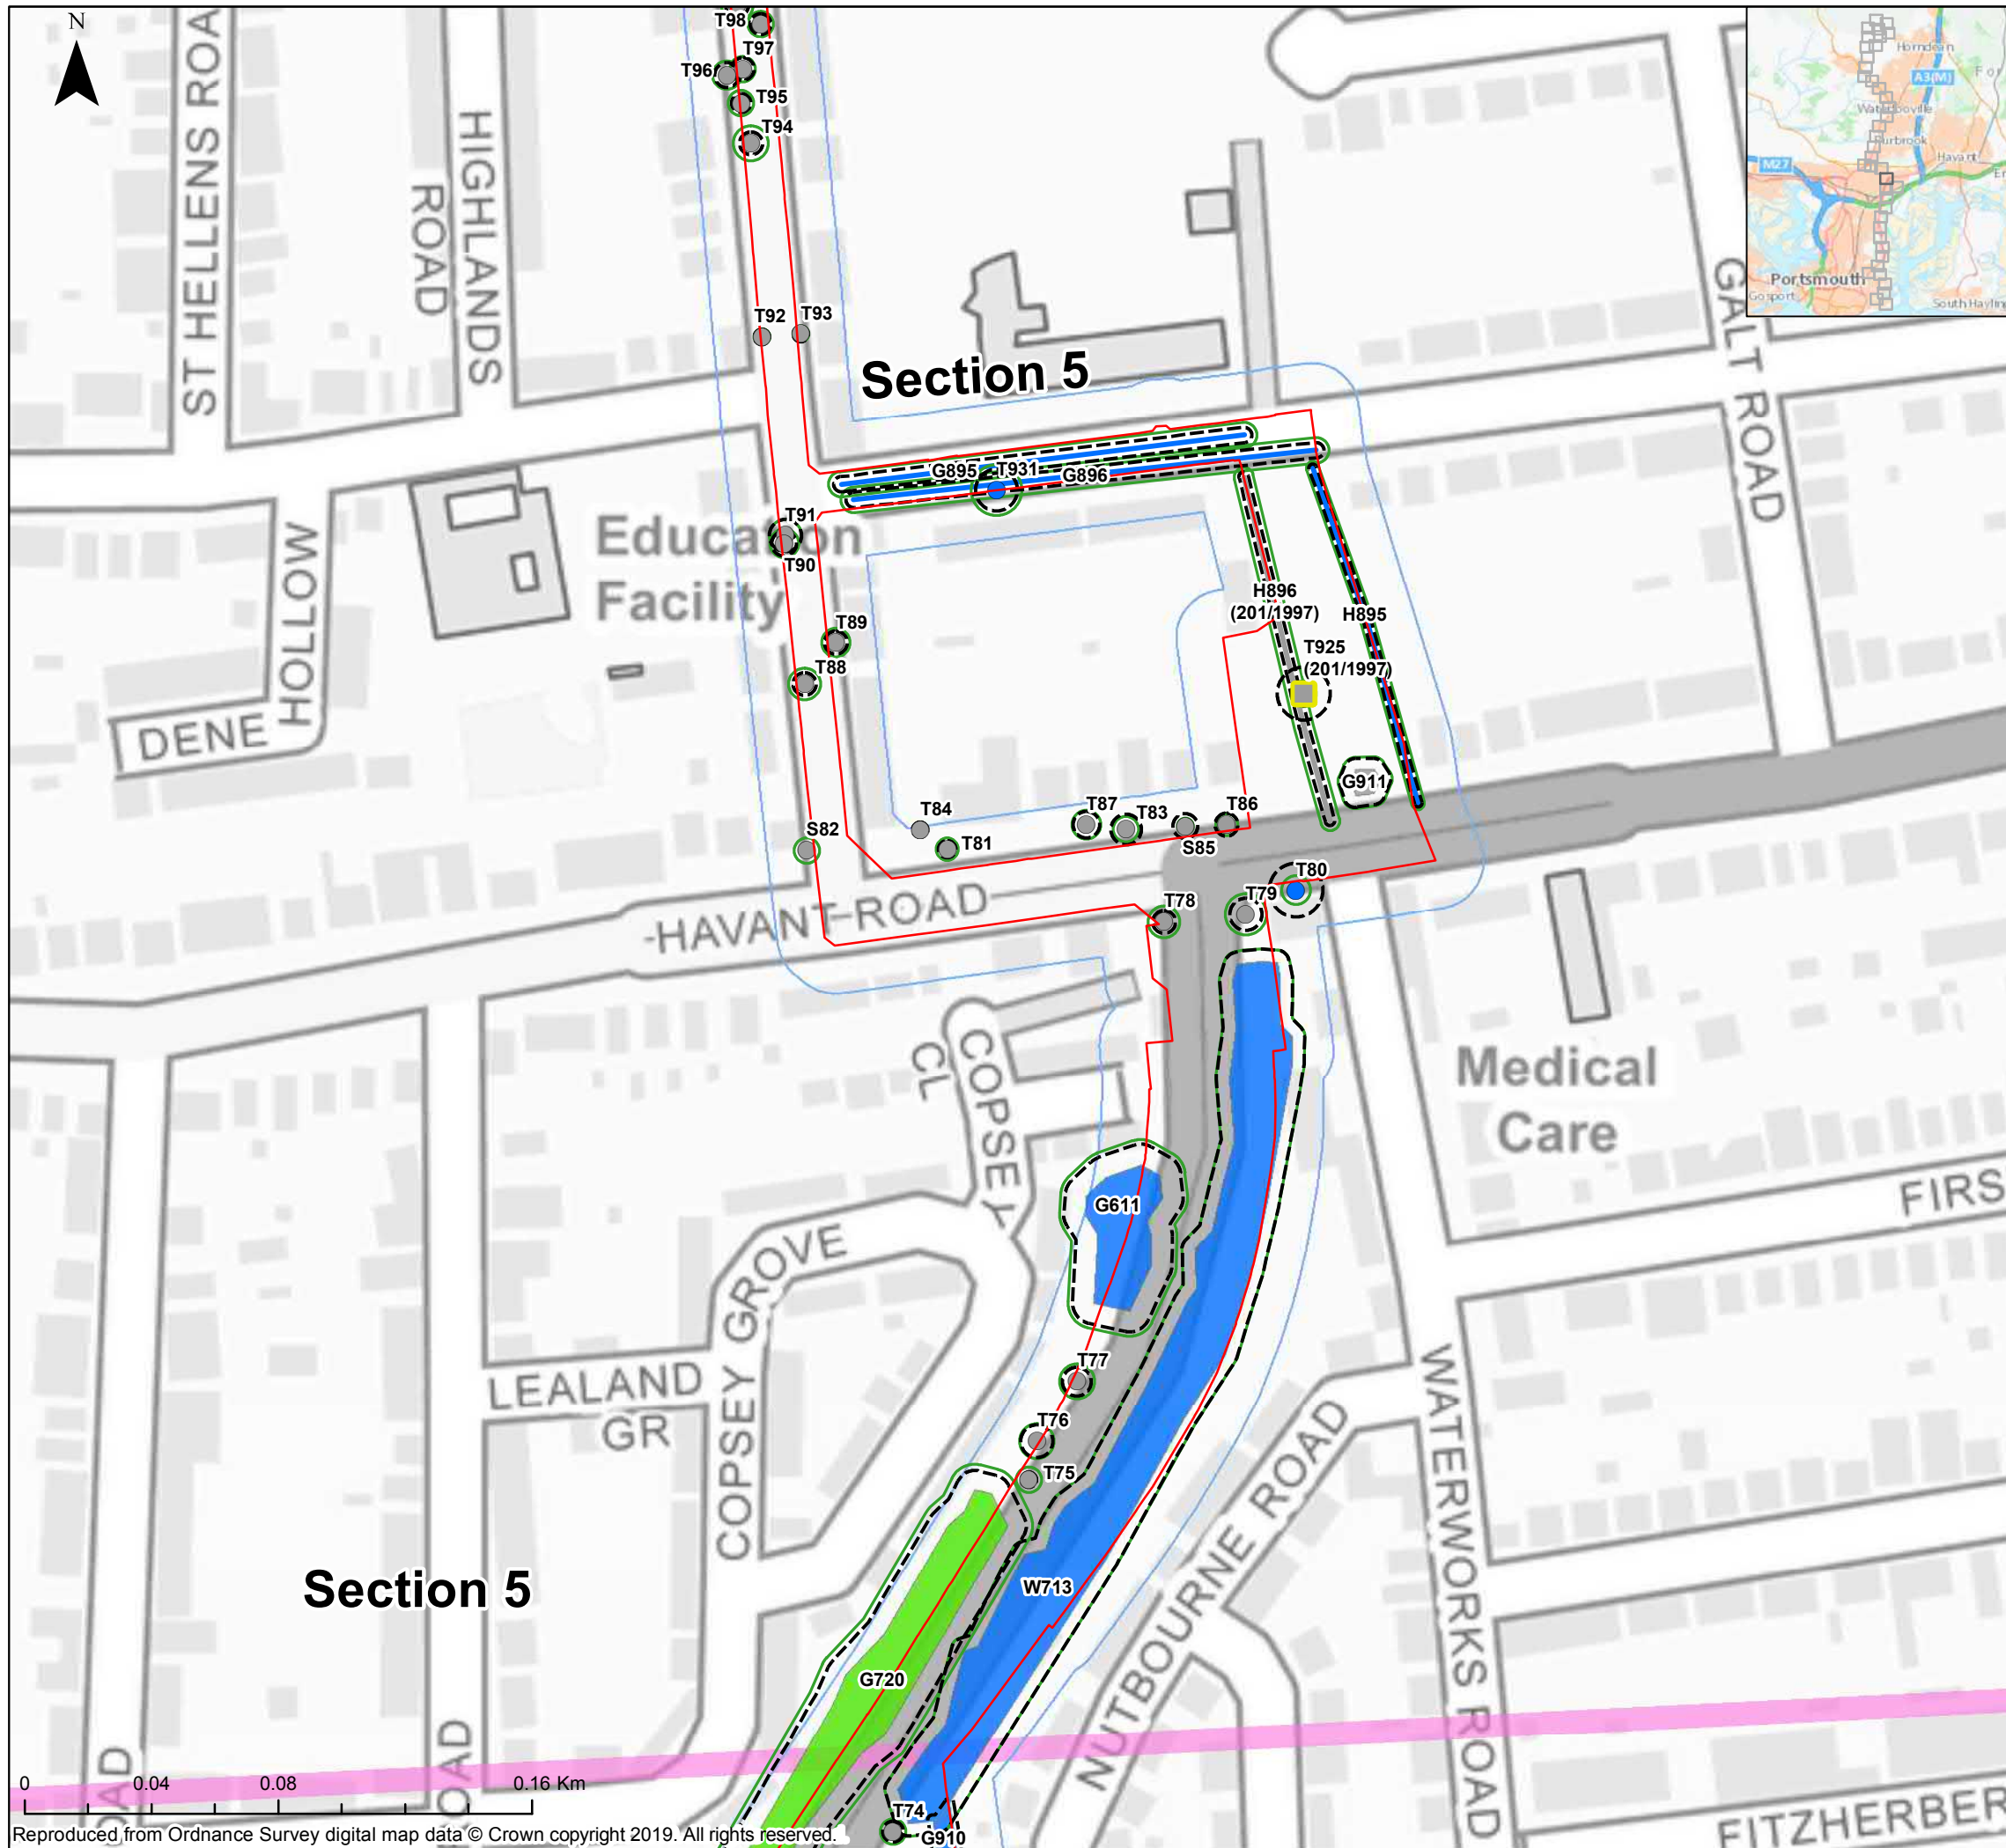 N
T98
T97
T96
T95
T94
ST HELLENS ROA
HIGHLANDS
ROAD
T92
T93
Section 5
GALT ROAD
Horndean
A3(M)
For
Purbrook
M27
Havant
Portsmouth
Gosport
South Hayling
G895
T931
G896
T91
T90
Education
Facility
H896
(201/1997)
H895
T925
(201/1997)
T89
T88
DENE
HOLLOW
G911
T84
T81
T87
T83
S85
T86
S82
HAVANT ROAD
T78
T79
T80
COPSEY
CL
Medical
Care
FIRS
G611
COPSEY GROVE
LEALAND
GR
T77
T76
T75
WATERWORKS ROAD
NUTBOURNE ROAD
Section 5
W713
G720
T74
G910
ROAD
OAD
FITZHERBER
0 0.04 0.08 0.16 Km
Reproduced from Ordnance Survey digital map data © Crown copyright 2019. All rights reserved.